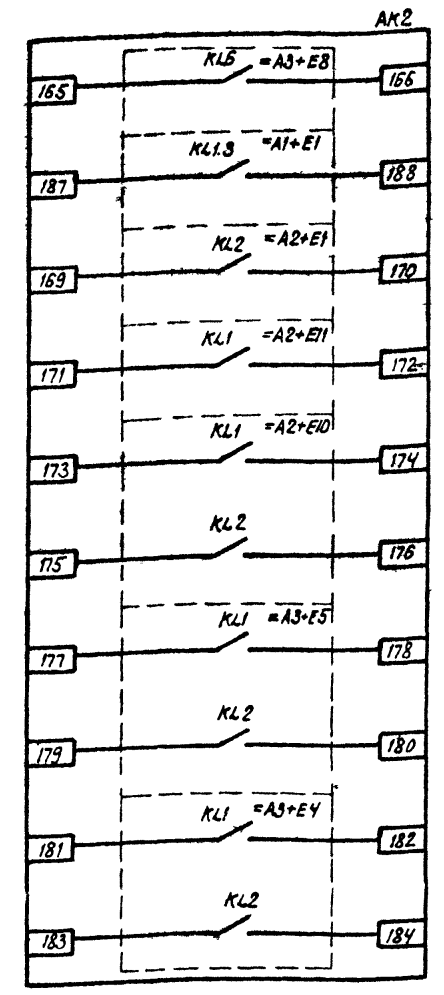 АК2
KL6 =A3+E8
165 166
KL1.3 =A1+E1
187 188
KL2 =A2+E1
169 170
KL1 =A2+E11
171 172
KL1 =A2+E10
173 174
KL2
175 176
KL1 =A3+E5
177 178
KL2
179 180
KL1 =A3+E4
181 182
KL2
183 184